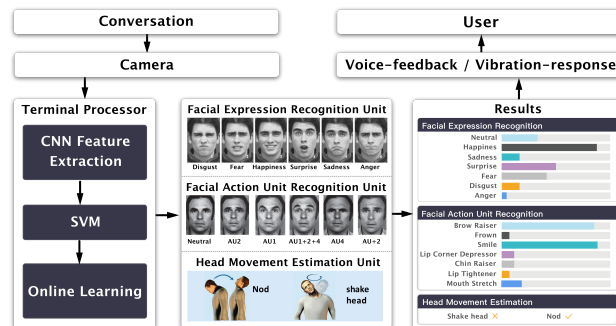 Conversation
Camera
Terminal Processor
CNN Feature
Extraction
SVM
Online Learning
Facial Expression Recognition Unit
Disgust Fear Happiness Surprise Sadness Anger
Facial Action Unit Recognition Unit
Neutral AU2 AU1 AU1+2+4 AU4 AU÷2
Head Movement Estimation Unit
Nod
shake
head
User
Voice-feedback / Vibration-response
Results
Facial Expression Recognition
Neutral
Happines
Sadness
Surprise
Fear
Disgust
Anger
Facial Action Unit Recognition
Brow Raiser
Frown
Smile
Lip Corner Depressor
Chin Raiser
Lip Tightener
Mouth Stretch
Head Movement Estimation
Shake head Nod